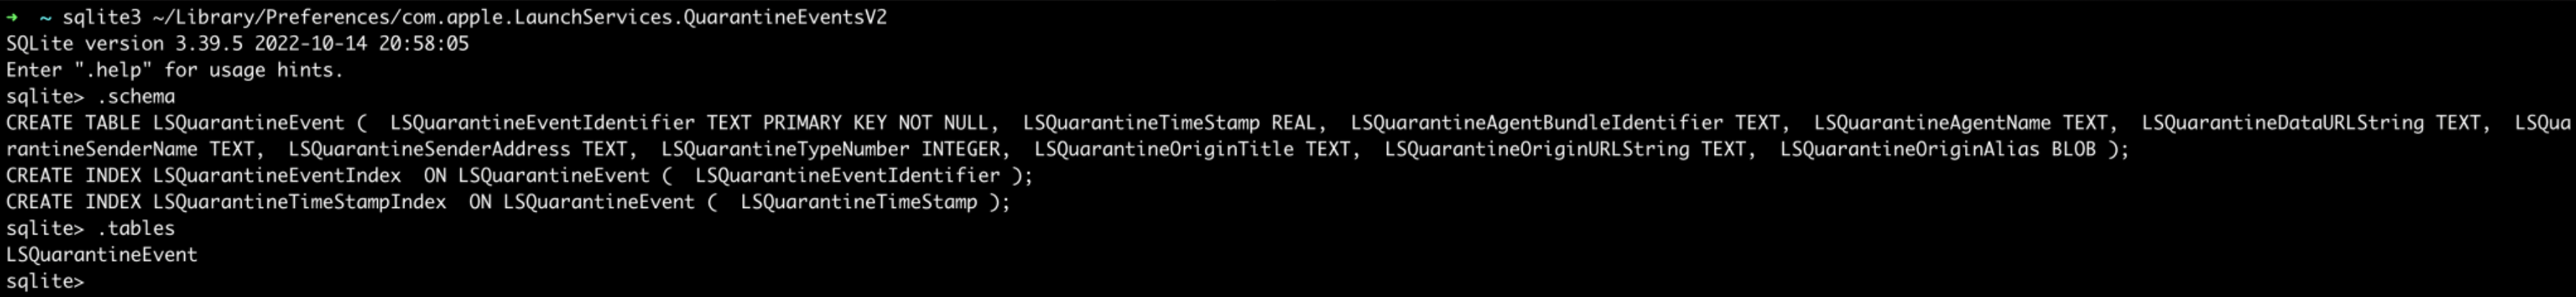 ➜  ~ sqlite3 ~/Library/Preferences/com.apple.LaunchServices.QuarantineEventsV2
SQLite version 3.39.5 2022-10-14 20:58:05
Enter ".help" for usage hints.
sqlite> .schema
CREATE TABLE LSQuarantineEvent (  LSQuarantineEventIdentifier TEXT PRIMARY KEY NOT NULL,  LSQuarantineTimeStamp REAL,  LSQuarantineAgentBundleIdentifier TEXT,  LSQuarantineAgentName TEXT,  LSQuarantineDataURLString TEXT,  LSQua
rantineSenderName TEXT,  LSQuarantineSenderAddress TEXT,  LSQuarantineTypeNumber INTEGER,  LSQuarantineOriginTitle TEXT,  LSQuarantineOriginURLString TEXT,  LSQuarantineOriginAlias BLOB );
CREATE INDEX LSQuarantineEventIndex  ON LSQuarantineEvent (  LSQuarantineEventIdentifier );
CREATE INDEX LSQuarantineTimeStampIndex  ON LSQuarantineEvent (  LSQuarantineTimeStamp );
sqlite> .tables
LSQuarantineEvent
sqlite>